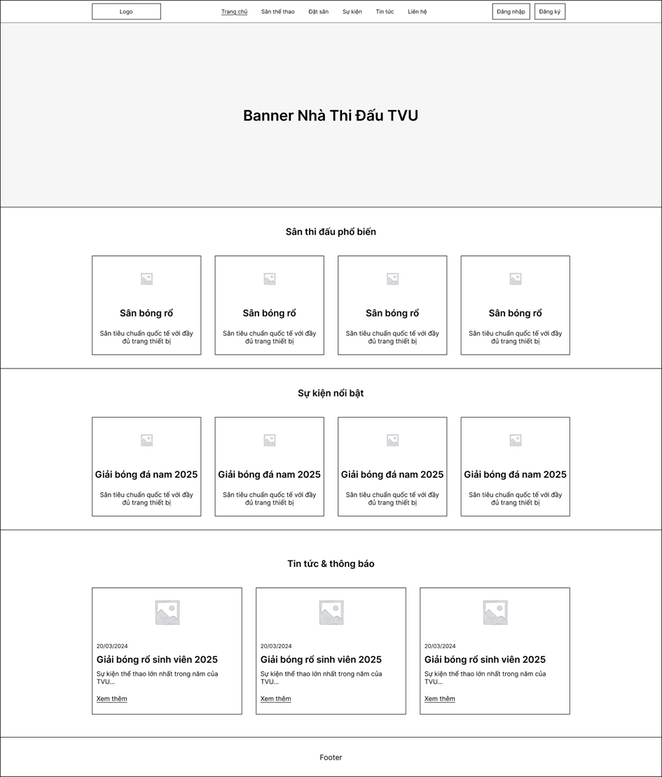 Logo
Trang chủ
Sân thể thao
Đặt sân
Sự kiện
Tin tức
Liên hệ
Đăng nhập
Đăng ký
Banner Nhà Thi Đấu TVU
Sân thi đấu phổ biến
Sân bóng rổ
Sân tiêu chuẩn quốc tế với đầy
đủ trang thiết bị
Sân bóng rổ
Sân tiêu chuẩn quốc tế với đầy
đủ trang thiết bị
Sân bóng rổ
Sân tiêu chuẩn quốc tế với đầy
đủ trang thiết bị
Sân bóng rổ
Sân tiêu chuẩn quốc tế với đầy
đủ trang thiết bị
Sự kiện nổi bật
Giải bóng đá nam 2025
Sân tiêu chuẩn quốc tế với đầy
đủ trang thiết bị
Giải bóng đá nam 2025
Sân tiêu chuẩn quốc tế với đầy
đủ trang thiết bị
Giải bóng đá nam 2025
Sân tiêu chuẩn quốc tế với đầy
đủ trang thiết bị
Giải bóng đá nam 2025
Sân tiêu chuẩn quốc tế với đầy
đủ trang thiết bị
Tin tức & thông báo
20/03/2024
Giải bóng rổ sinh viên 2025
Sự kiện thể thao lớn nhất trong năm của
TVU...
Xem thêm
20/03/2024
Giải bóng rổ sinh viên 2025
Sự kiện thể thao lớn nhất trong năm của
TVU...
Xem thêm
20/03/2024
Giải bóng rổ sinh viên 2025
Sự kiện thể thao lớn nhất trong năm của
TVU...
Xem thêm
Footer